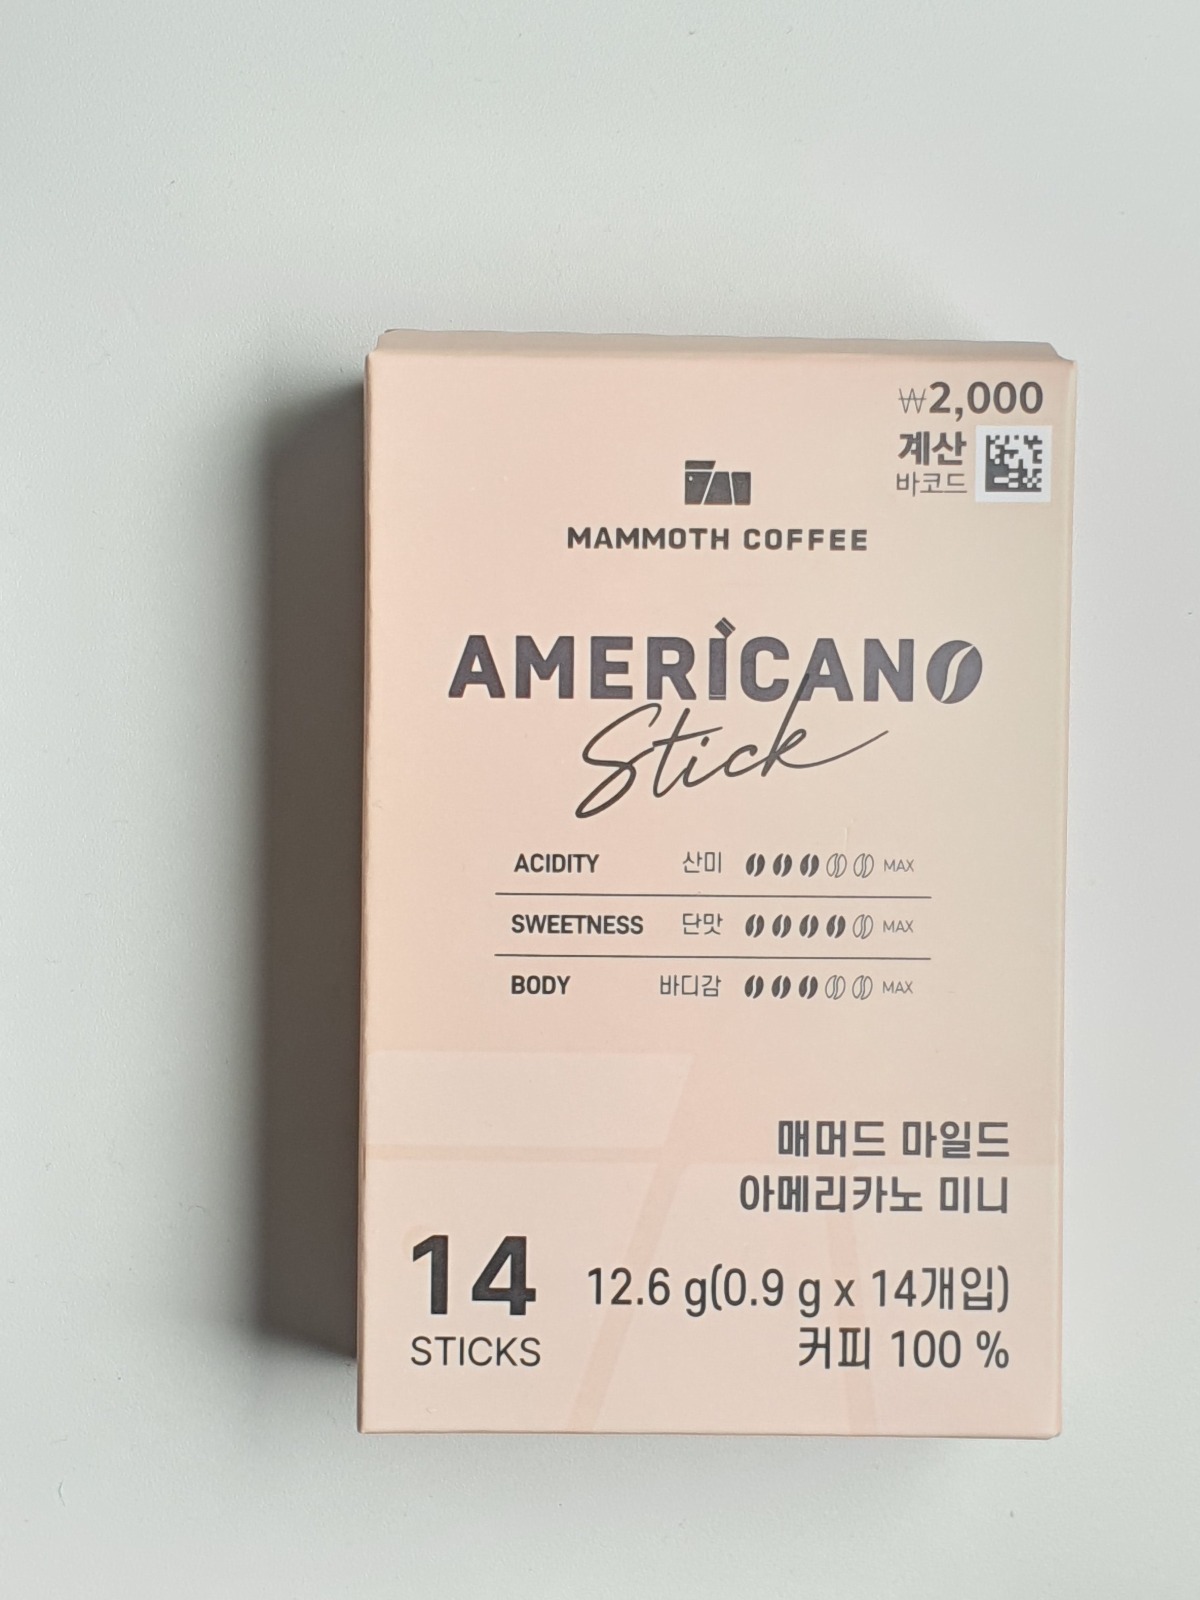 ₩2,000
계산
바코드
MAMMOTH COFFEE
AMERICANO
Stick
ACIDITY 산미 MAX
SWEETNESS 단맛 MAX
BODY 바디감 MAX
매머드 마일드
아메리카노 미니
14
STICKS
12.6 g(0.9 g x 14개입)
커피 100 %